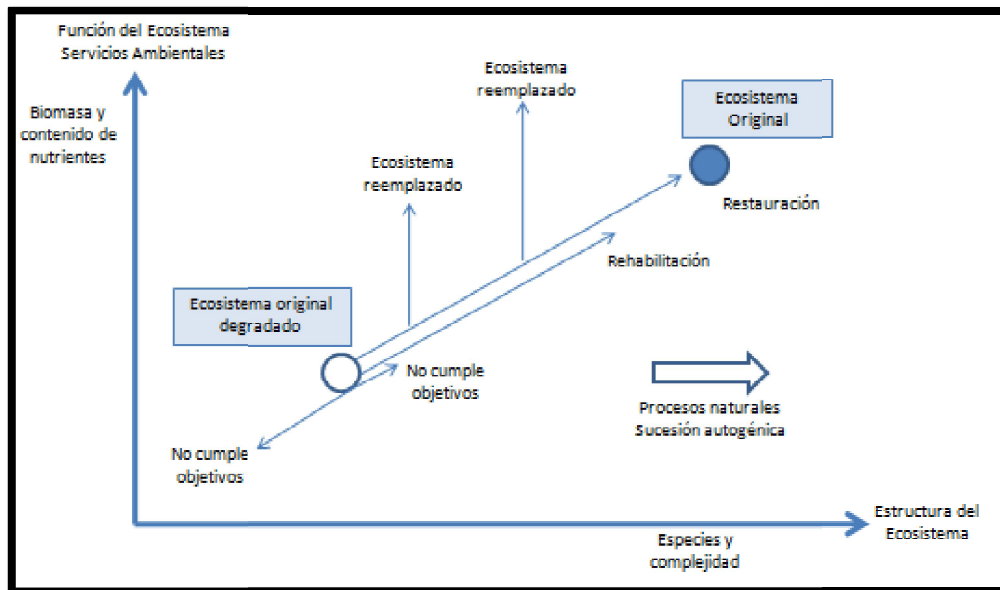 Función del Ecosistema
Servicios Ambientales
Biomasa y
contenido de
nutrientes
Ecosistema
reemplazado
Ecosistema
reemplazado
Ecosistema
Original
Restauración
Rehabilitación
Ecosistema original
degradado
No cumple
objetivos
No cumple
objetivos
Procesos naturales
Sucesión autogénica
Estructura del
Ecosistema
Especies y
complejidad